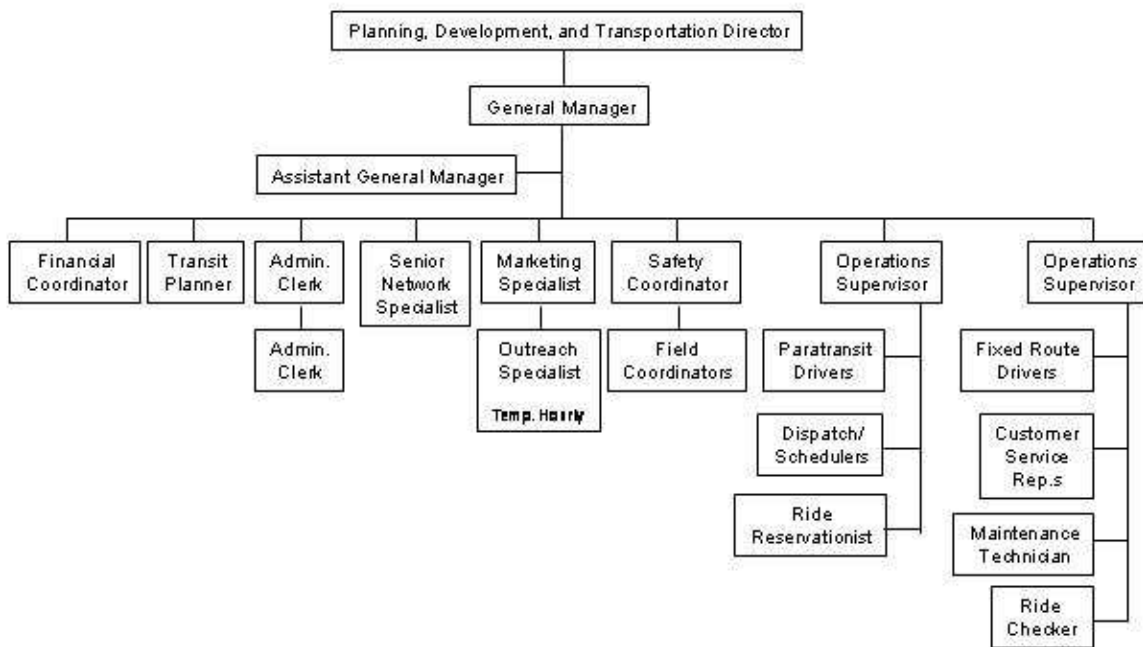 Planning, Development, and Transportation Director
General Manager
Assistant General Manager
Financial
Coordinator
Transit
Planner
Admin.
Clerk
Senior
Network
Specialist
Marketing
Specialist
Safety
Coordinator
Operations
Supervisor
Operations
Supervisor
Admin.
Clerk
Outreach
Specialist
Temp. Hourly
Field
Coordinators
Paratransit
Drivers
Dispatch/
Schedulers
Ride
Reservationist
Fixed Route
Drivers
Customer
Service
Rep.s
Maintenance
Technician
Ride
Checker